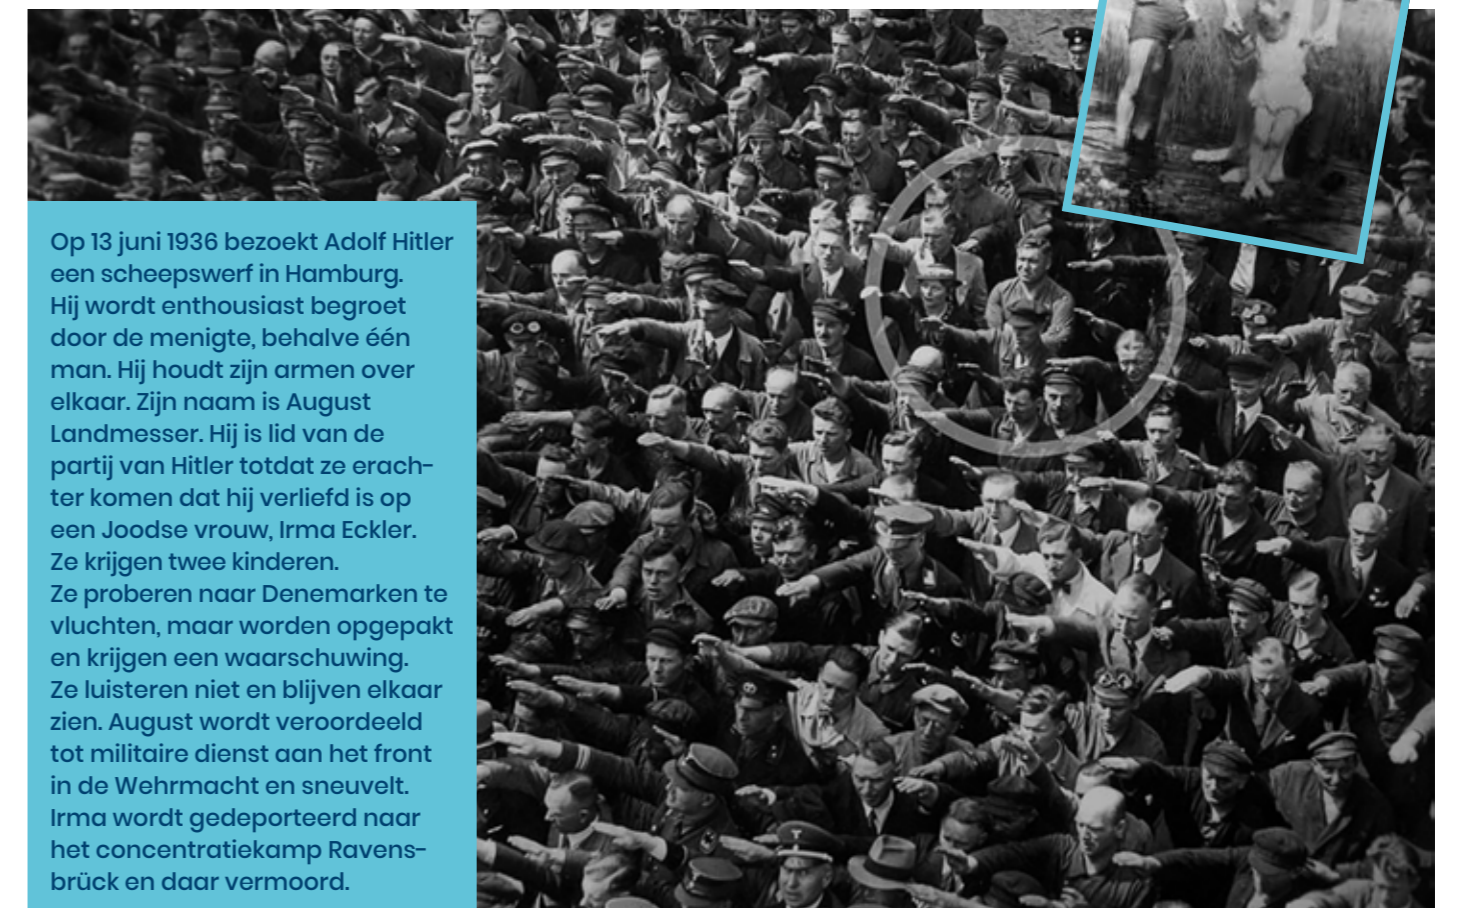 Op 13 juni 1936 bezoekt Adolf Hitler
een scheepswerf in Hamburg.
Hij wordt enthousiast begroet
door de menigte, behalve één
man. Hij houdt zijn armen over
elkaar. Zijn naam is August
Landmesser. Hij is lid van de
partij van Hitler totdat ze erach-
ter komen dat hij verliefd is op
een Joodse vrouw, Irma Eckler.
Ze krijgen twee kinderen.
Ze proberen naar Denemarken te
vluchten, maar worden opgepakt
en krijgen een waarschuwing.
Ze luisteren niet en blijven elkaar
zien. August wordt veroordeeld
tot militaire dienst aan het front
in de Wehrmacht en sneuvelt.
Irma wordt gedeporteerd naar
het concentratiekamp Ravens-
brück en daar vermoord.